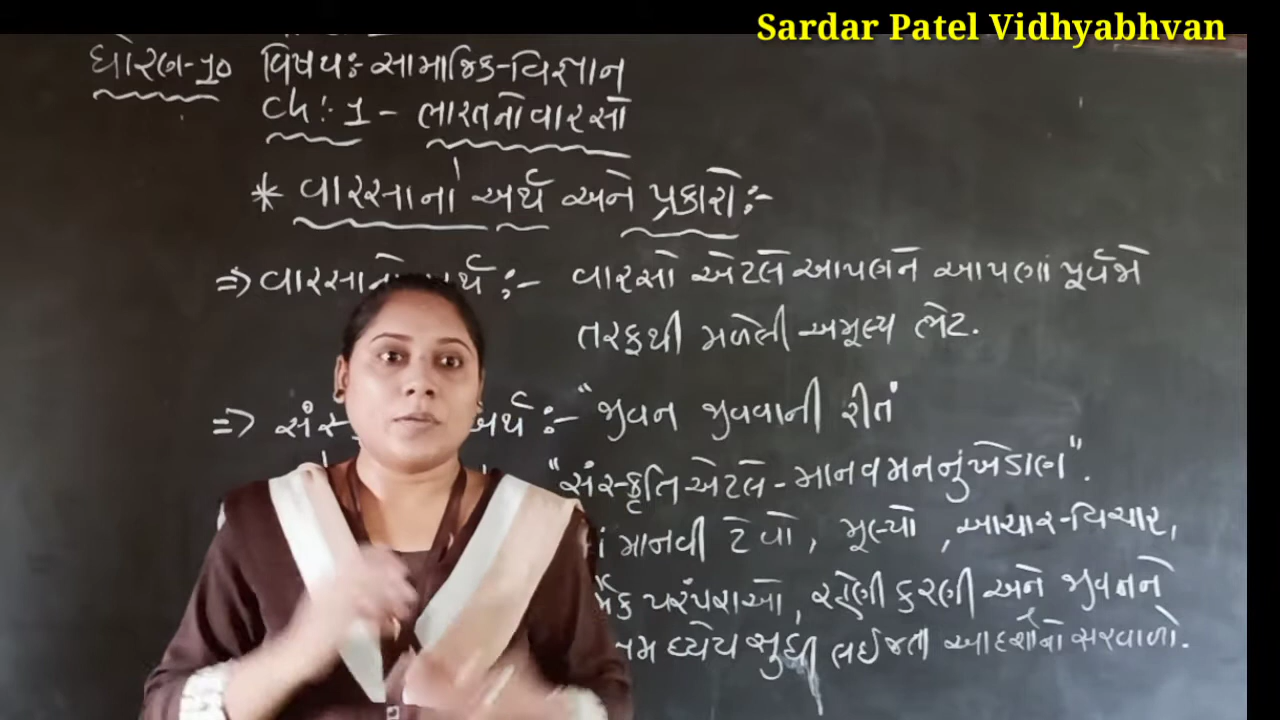 Sardar Patel Vidhyabhvan
ધોરણ-10 વિષય:- સામાજિક-વિજ્ઞાન
Ch:1 - ભારતનો વારસો
* વારસાનો અર્થ અને પ્રકારો:-
=> વારસાનો અર્થ :- વારસો એટલે આપણને આપણાં પૂર્વજો
તરફથી મળેલી અમૂલ્ય ભેટ.
=> અર્થ :- "જીવન જીવવાની રીત"
"સંસ્કૃતિ એટલે - માનવ મનનું ખેડાણ".
માનવી ટેવો, મૂલ્યો, આચાર-વિચાર,
પરંપરાઓ, રહેણી કરણી અને જીવનને
ધ્યેય સુધી લઈ જતા આદર્શોનો સરવાળો.